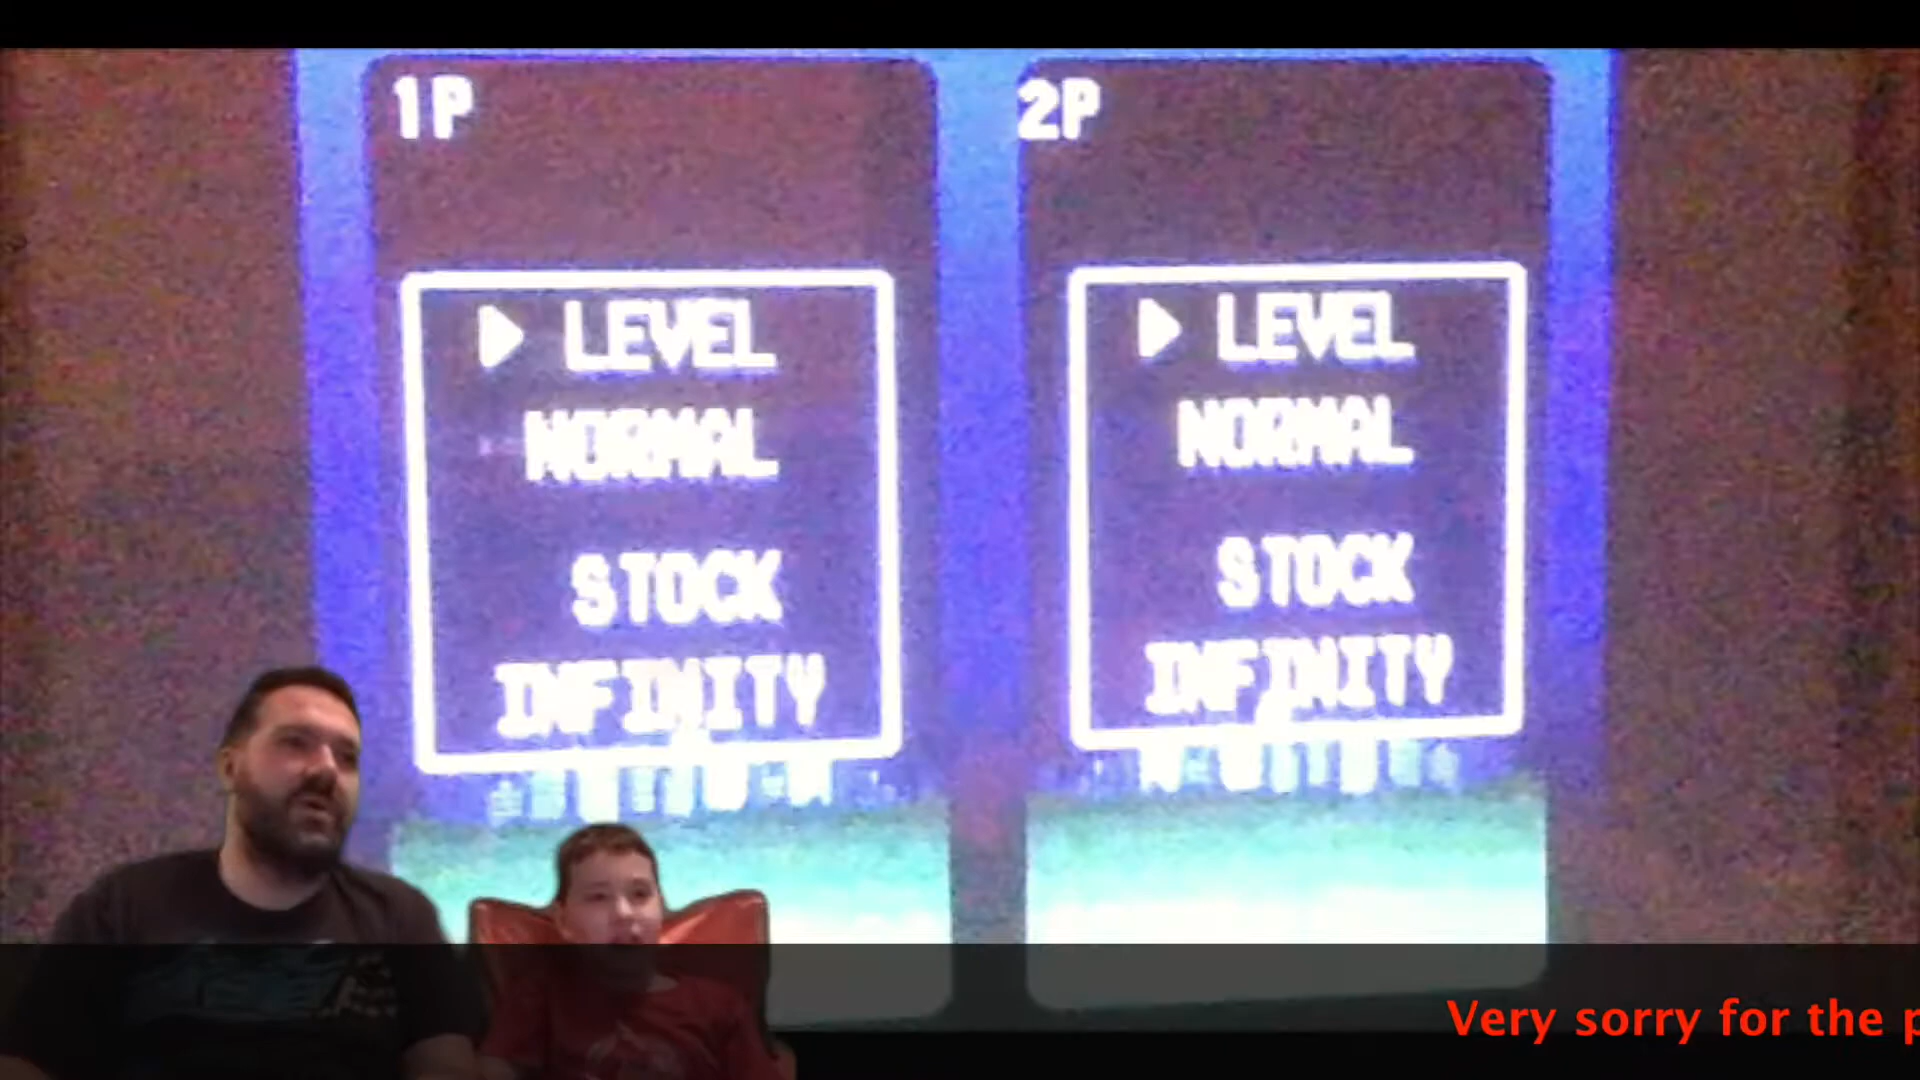 1P
2P
LEVEL
NORMAL
STOCK
INFINITY
LEVEL
NORMAL
STOCK
INFINITY
Very sorry for the